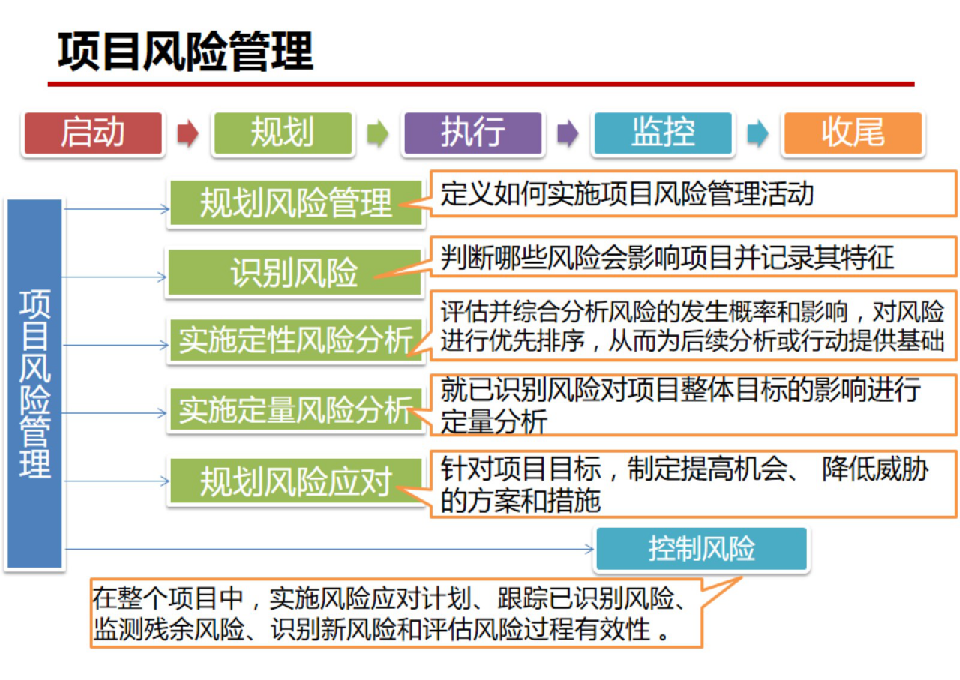 项目风险管理
启动
规划
执行
监控
收尾
项目风险管理
规划风险管理
定义如何实施项目风险管理活动
识别风险
判断哪些风险会影响项目并记录其特征
实施定性风险分析
评估并综合分析风险的发生概率和影响，对风险
进行优先排序，从而为后续分析或行动提供基础
实施定量风险分析
就已识别风险对项目整体目标的影响进行
定量分析
规划风险应对
针对项目目标，制定提高机会、 降低威胁
的方案和措施
控制风险
在整个项目中，实施风险应对计划、跟踪已识别风险、
监测残余风险、识别新风险和评估风险过程有效性 。